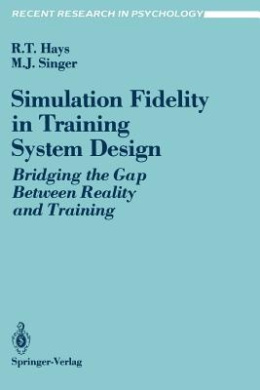 RECENT RESEARCH IN PSYCHOLOGY
R.T. Hays
M.J. Singer
Simulation Fidelity
in Training
System Design
Bridging the Gap
Between Reality
and Training
Springer-Verlag